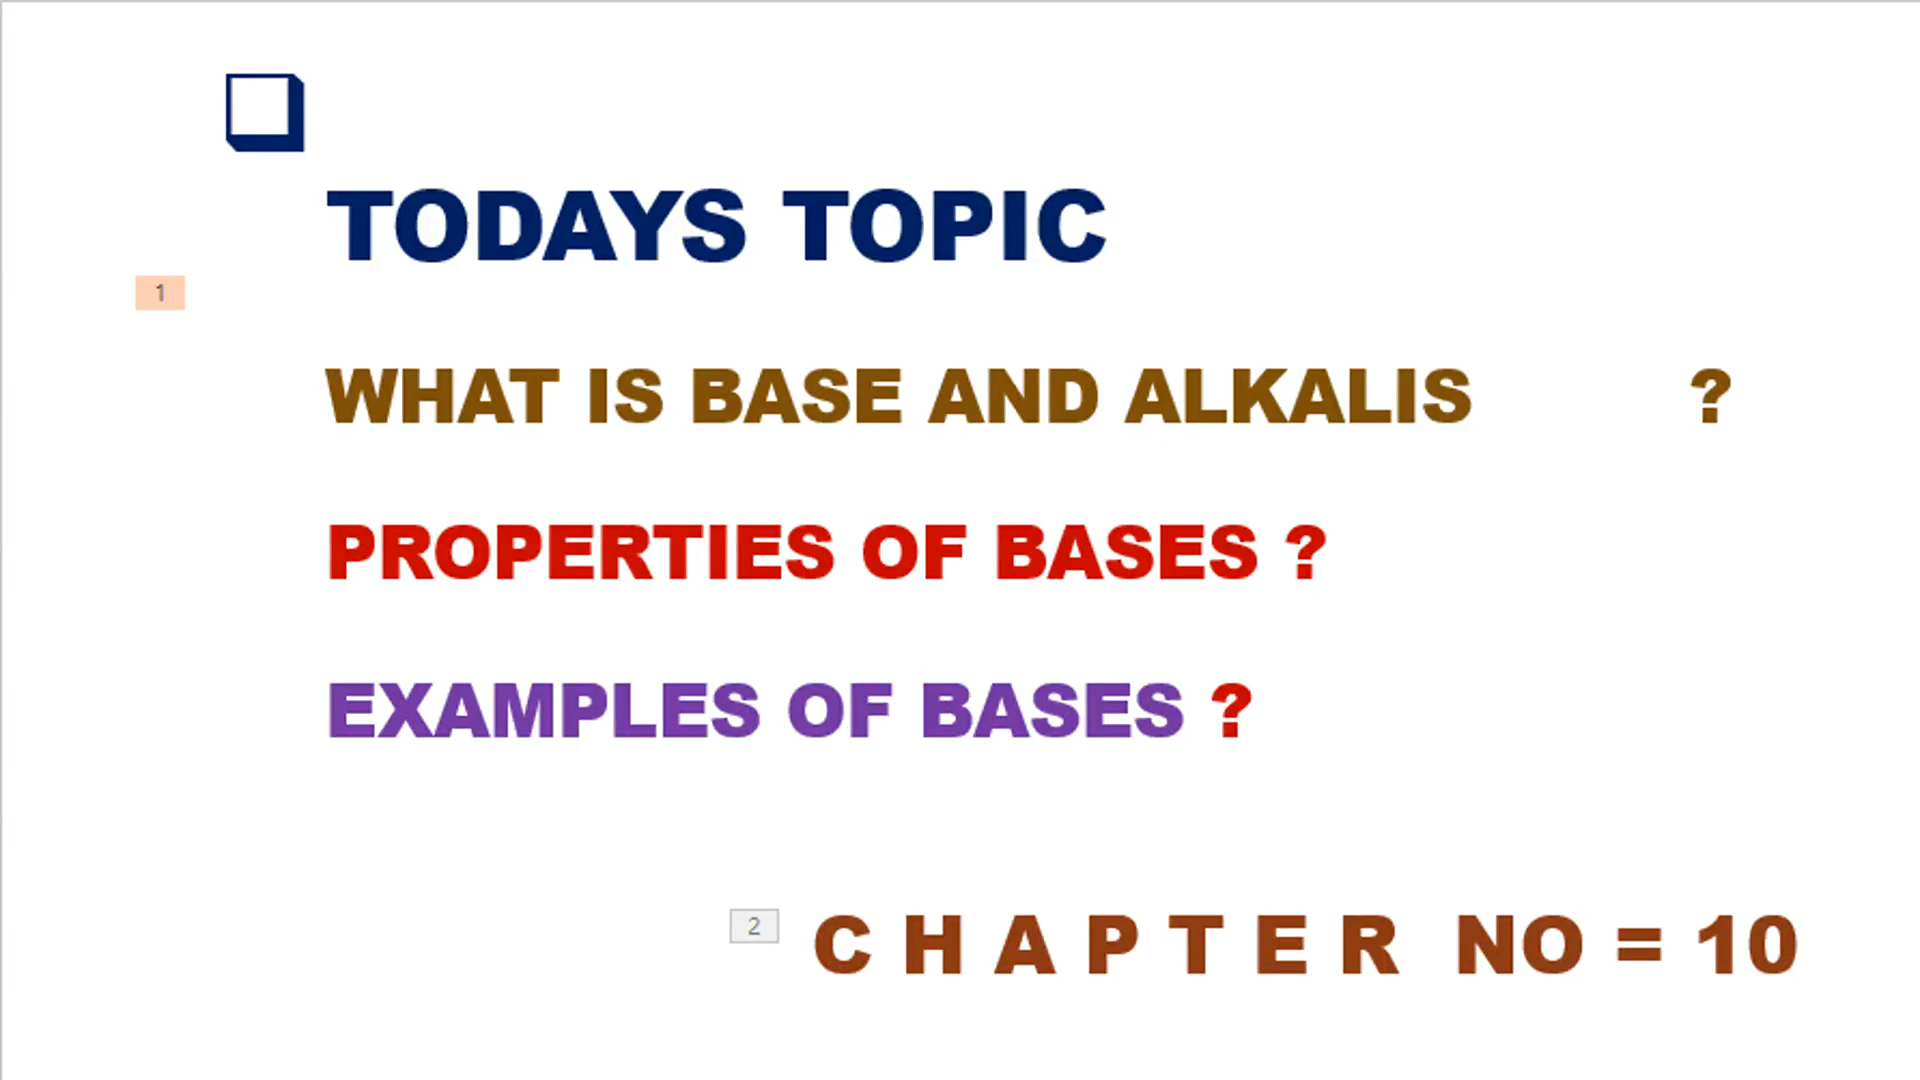 TODAYS TOPIC
1
WHAT IS BASE AND ALKALIS ?
PROPERTIES OF BASES ?
EXAMPLES OF BASES ?
2
C H A P T E R NO = 10